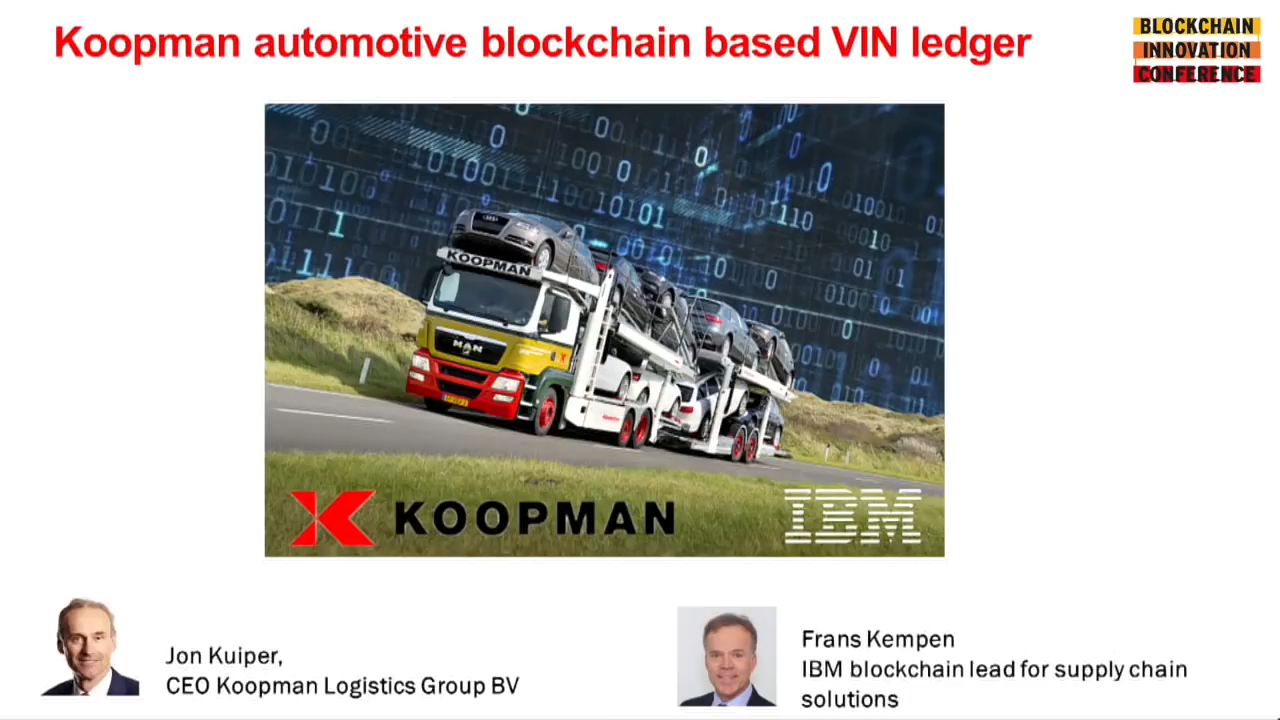 Koopman automotive blockchain based VIN ledger
BLOCKCHAIN
INNOVATION
CONFERENCE
KOOPMAN
MAN
KOOPMAN
IBM
Jon Kuiper,
CEO Koopman Logistics Group BV
Frans Kempen
IBM blockchain lead for supply chain
solutions